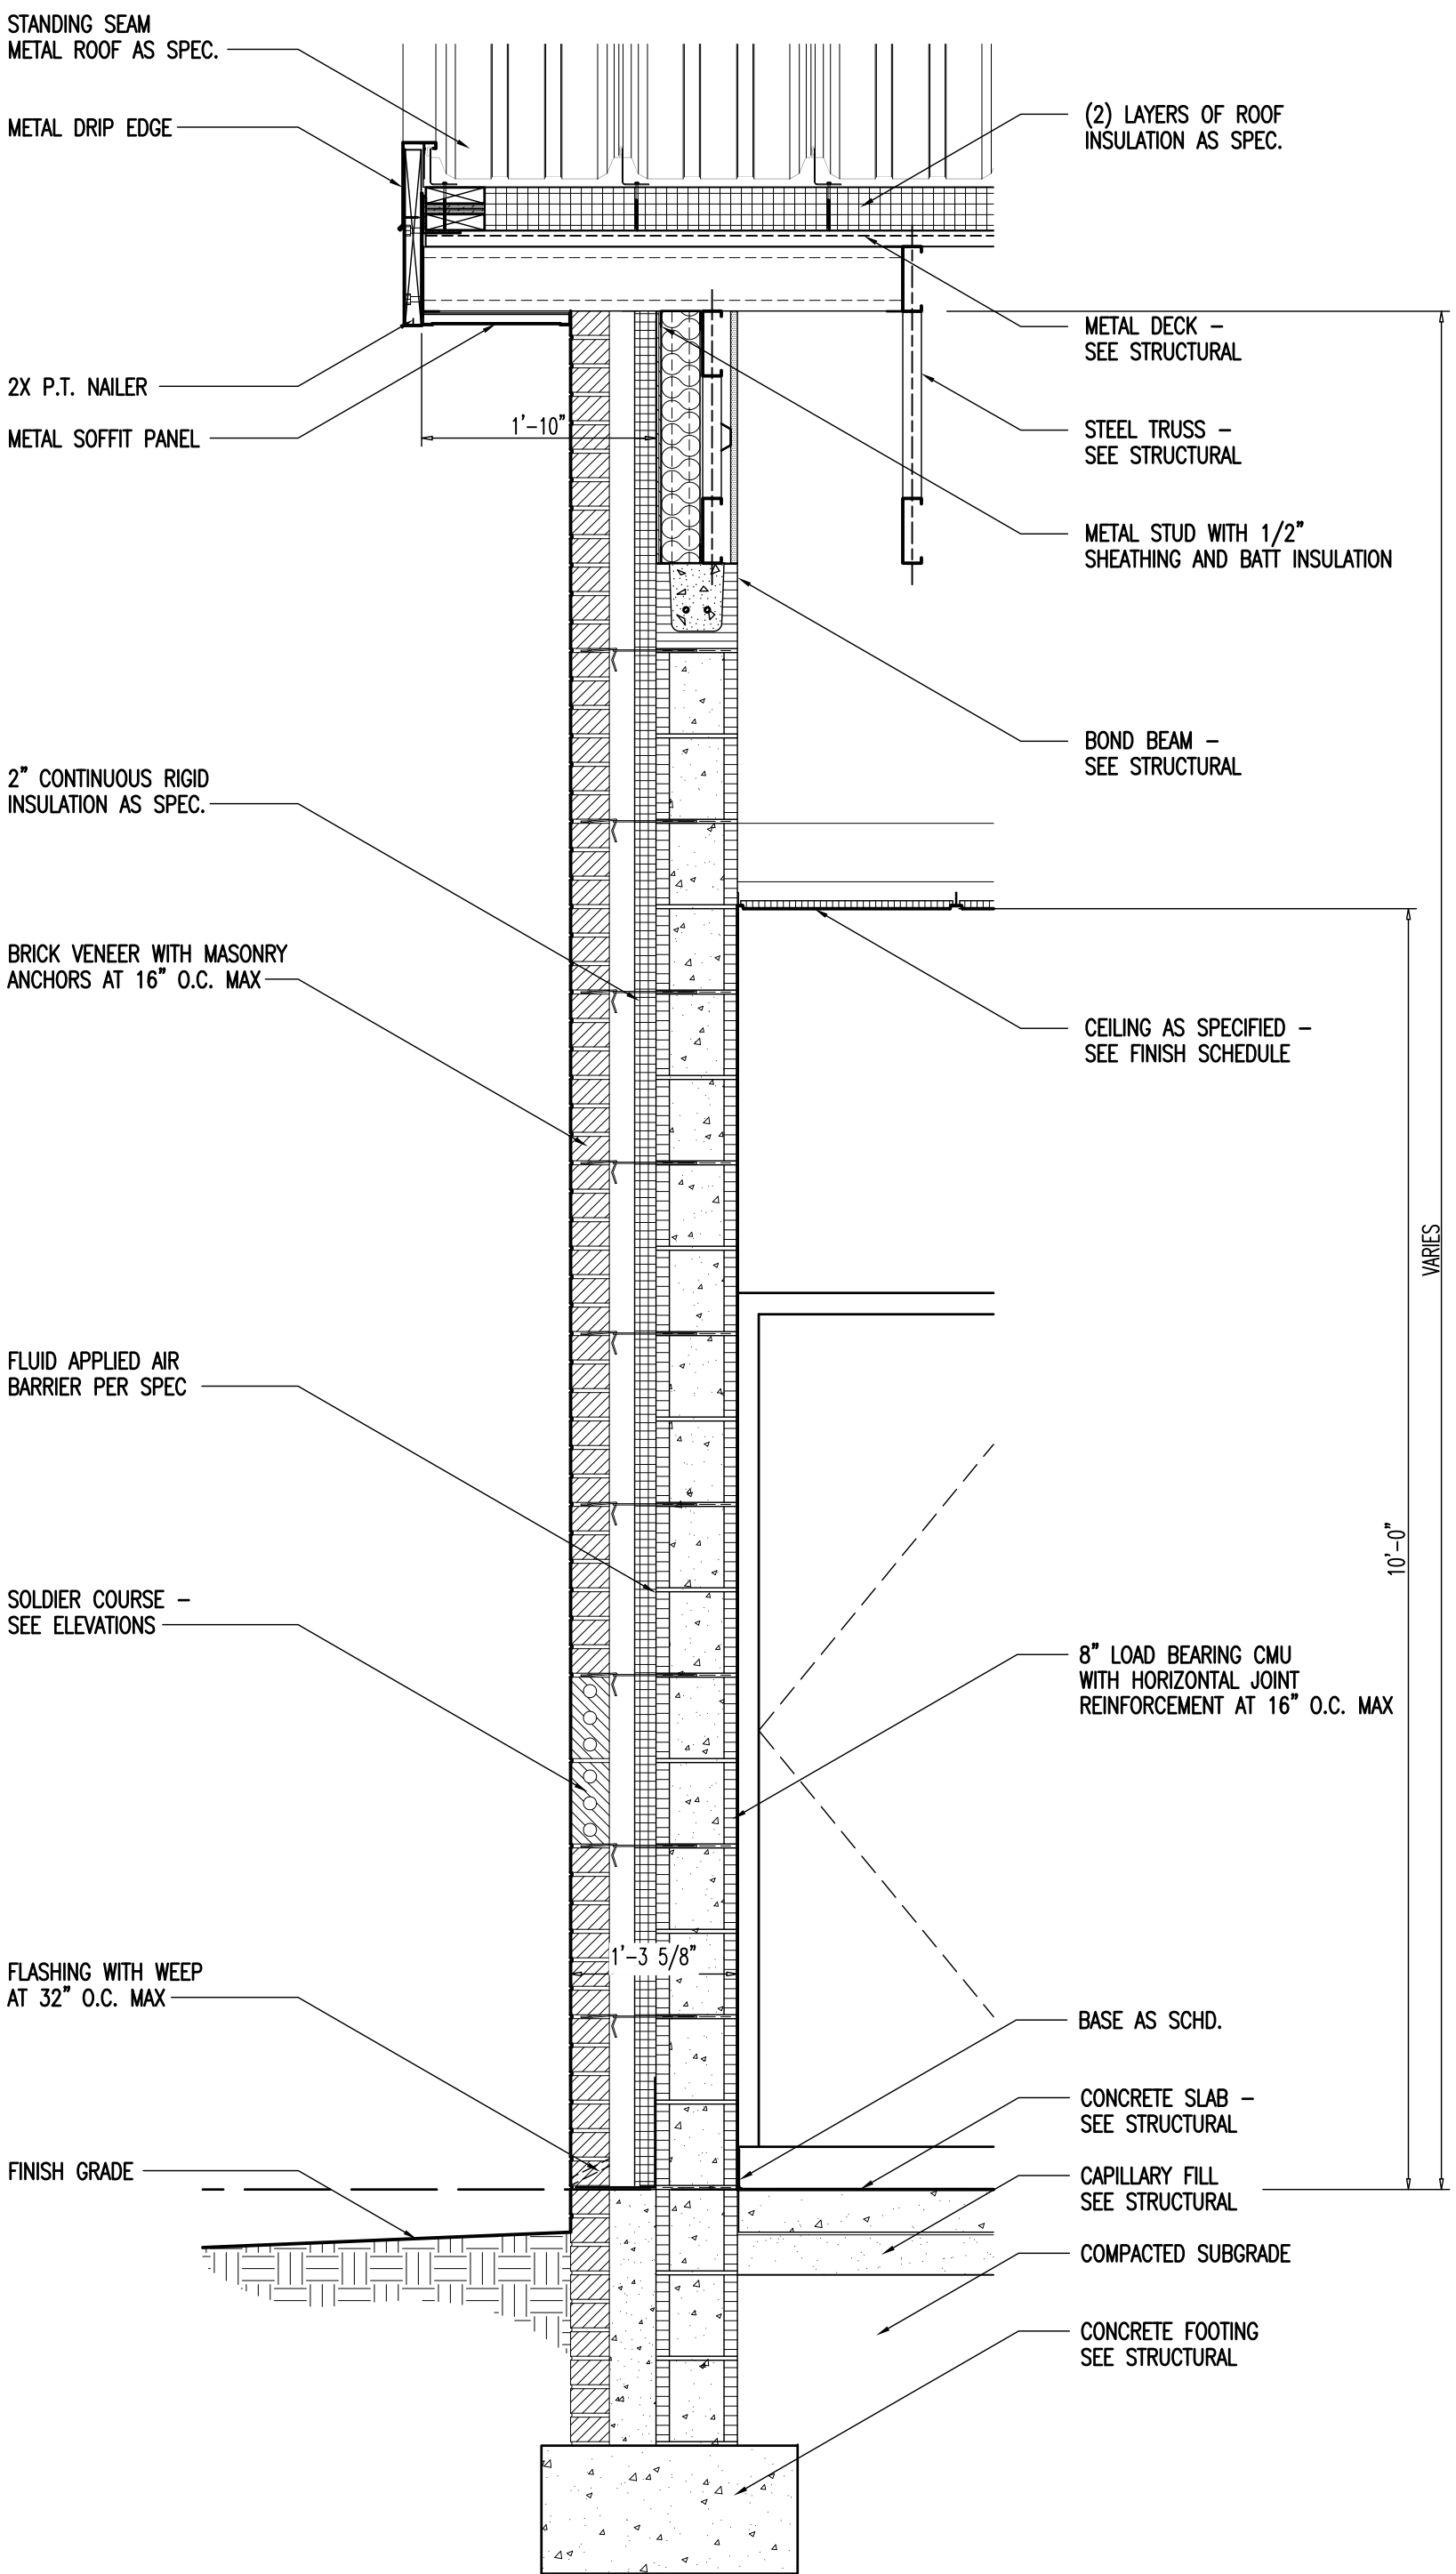 STANDING SEAM
METAL ROOF AS SPEC.
METAL DRIP EDGE
(2) LAYERS OF ROOF
INSULATION AS SPEC.
2X P.T. NAILER
METAL SOFFIT PANEL
1'-10"
METAL DECK –
SEE STRUCTURAL
STEEL TRUSS –
SEE STRUCTURAL
METAL STUD WITH 1/2"
SHEATHING AND BATT INSULATION
BOND BEAM –
SEE STRUCTURAL
2" CONTINUOUS RIGID
INSULATION AS SPEC.
BRICK VENEER WITH MASONRY
ANCHORS AT 16" O.C. MAX
CEILING AS SPECIFIED –
SEE FINISH SCHEDULE
VARIES
FLUID APPLIED AIR
BARRIER PER SPEC
10'-0"
SOLDIER COURSE –
SEE ELEVATIONS
8" LOAD BEARING CMU
WITH HORIZONTAL JOINT
REINFORCEMENT AT 16" O.C. MAX
1'-3 5/8"
FLASHING WITH WEEP
AT 32" O.C. MAX
BASE AS SCHD.
CONCRETE SLAB –
SEE STRUCTURAL
FINISH GRADE
CAPILLARY FILL
SEE STRUCTURAL
COMPACTED SUBGRADE
CONCRETE FOOTING
SEE STRUCTURAL